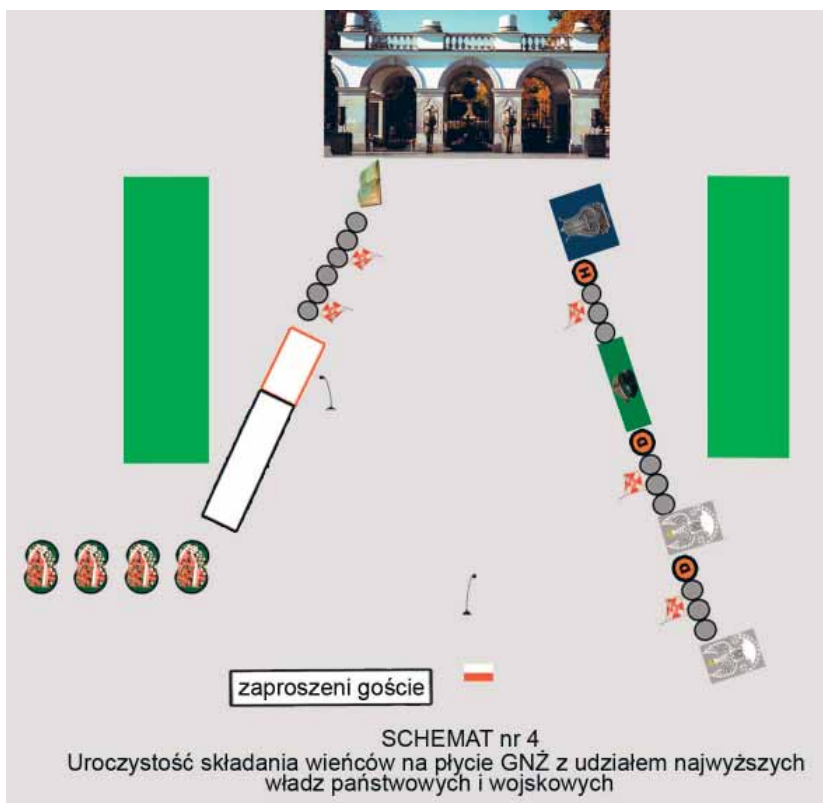 H
D
D
zaproszeni goście
SCHEMAT nr 4
Uroczystość składania wieńców na płycie GNŻ z udziałem najwyższych
władz państwowych i wojskowych